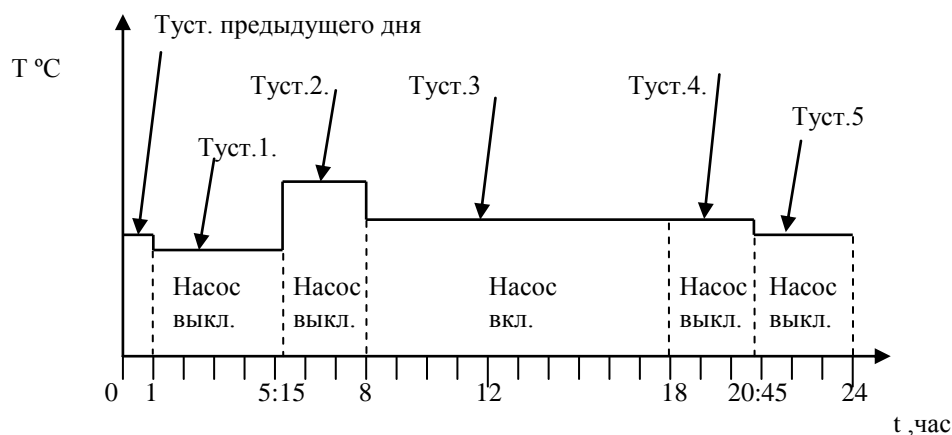 Туст. предыдущего дня
T ºC
Туст.2.
Туст.3
Туст.4.
Туст.5
Туст.1.
Насос
выкл.
Насос
выкл.
Насос
вкл.
Насос
выкл.
Насос
выкл.
0 1 5:15 8 12 18 20:45 24
t ,час